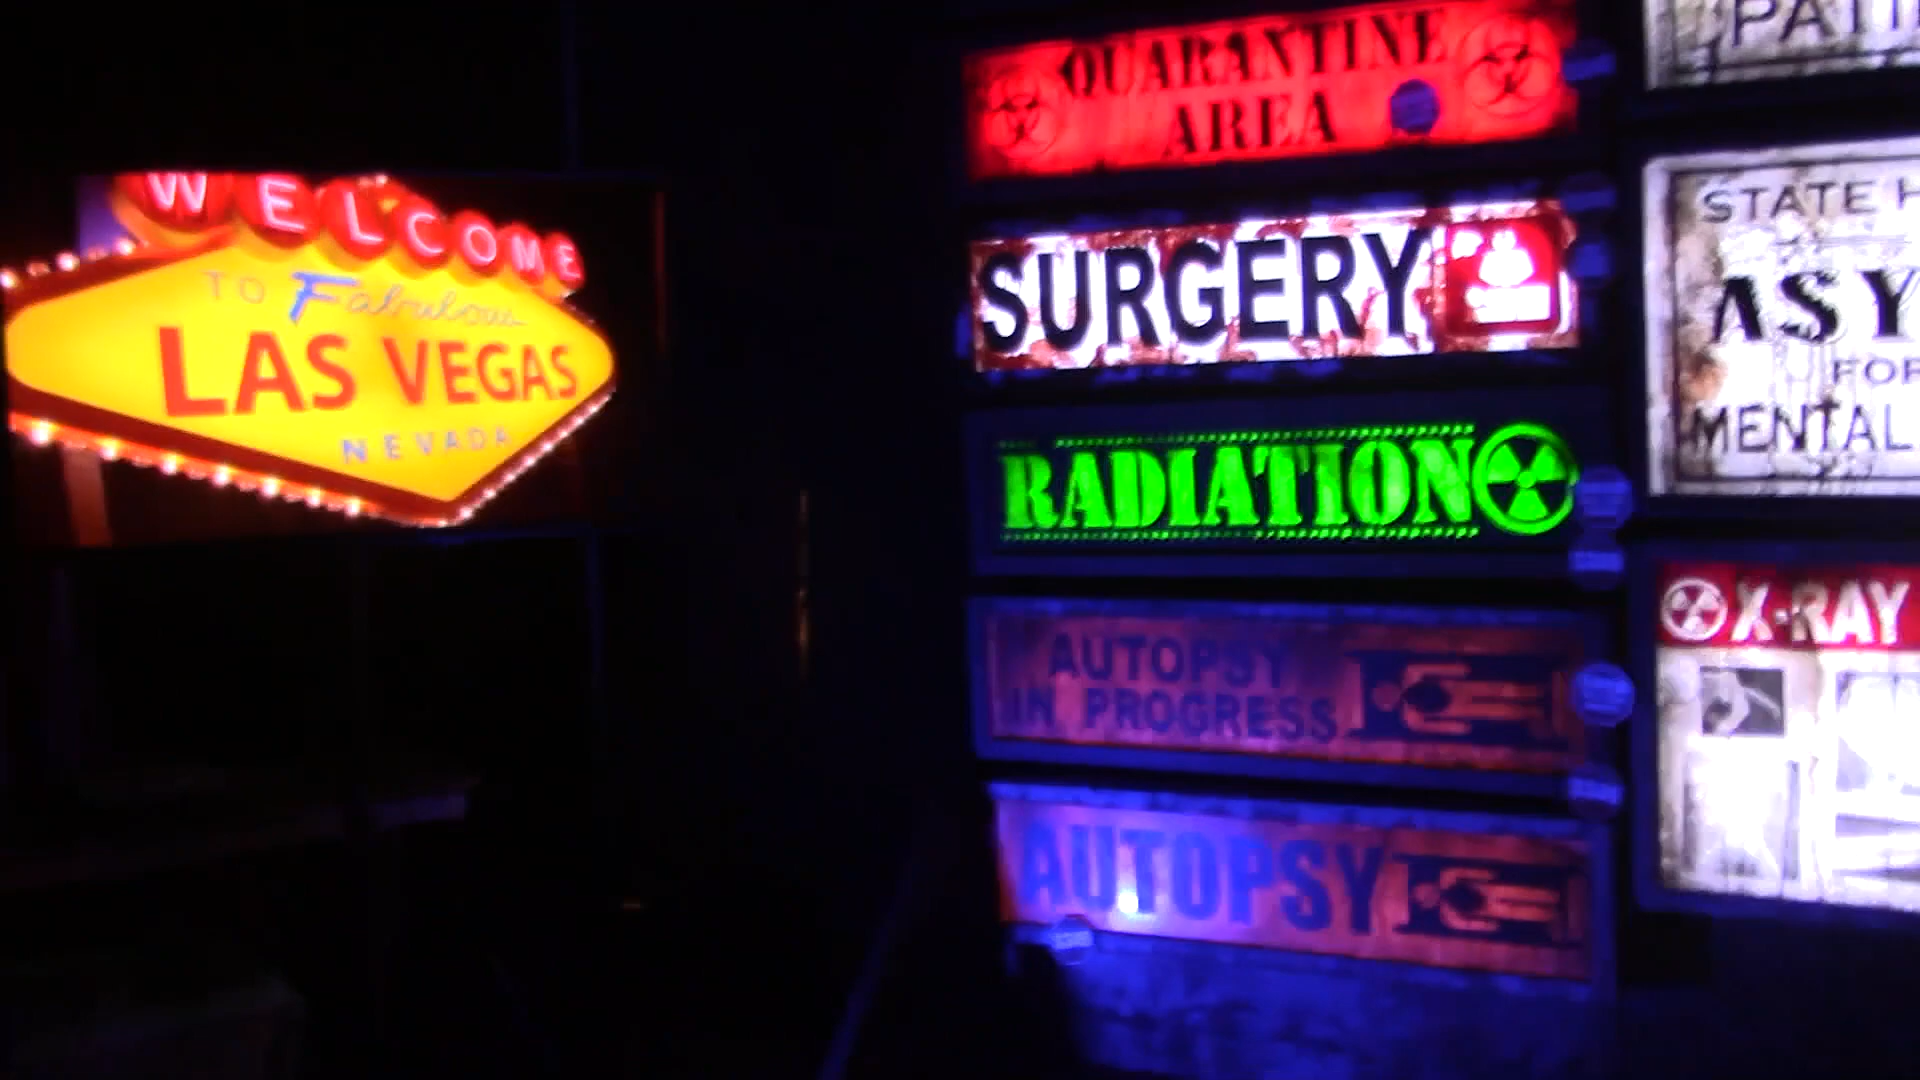 WELCOME
TO Fabulous
LAS VEGAS
NEVADA
QUARANTINE
AREA
SURGERY
RADIATION
AUTOPSY
IN PROGRESS
AUTOPSY
STATE
FOR
MENTAL
X-RAY